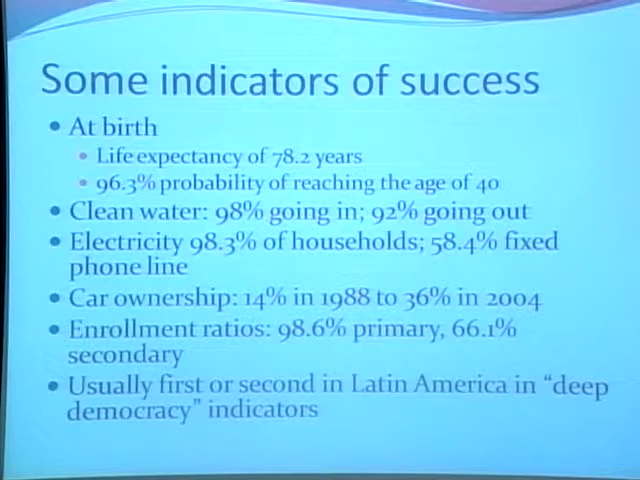 Some indicators of success
• At birth
• Life expectancy of 78.2 years
• 96.3% probability of reaching the age of 40
• Clean water: 98% going in; 92% going out
• Electricity 98.3% of households; 58.4% fixed
phone line
• Car ownership: 14% in 1988 to 36% in 2004
• Enrollment ratios: 98.6% primary, 66.1%
secondary
• Usually first or second in Latin America in “deep
democracy” indicators